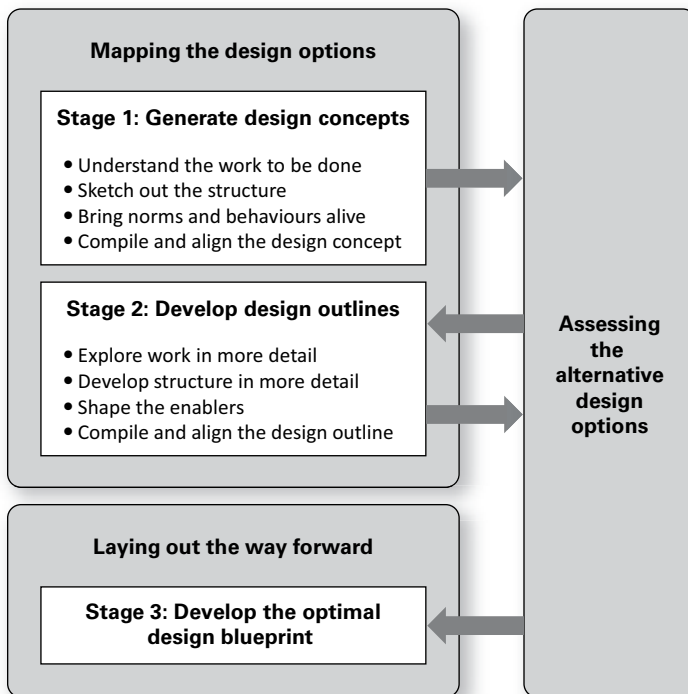 Mapping the design options
Stage 1: Generate design concepts
• Understand the work to be done
• Sketch out the structure
• Bring norms and behaviours alive
• Compile and align the design concept
Stage 2: Develop design outlines
• Explore work in more detail
• Develop structure in more detail
• Shape the enablers
• Compile and align the design outline
Assessing
the
alternative
design
options
Laying out the way forward
Stage 3: Develop the optimal
design blueprint